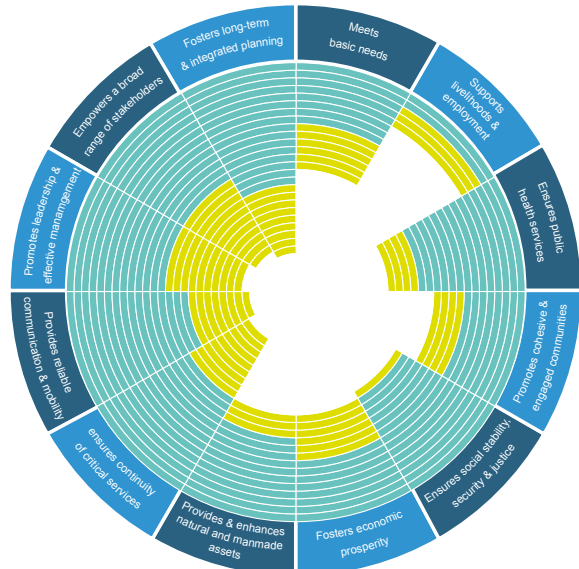 Meets
basic needs
Supports
livelihoods &
employment
Ensures public
health services
Promotes cohesive &
engaged communities
Ensures social stability,
security & justice
Fosters economic
prosperity
Provides & enhances
natural and manmade
assets
ensures continuity
of critical services
Provides reliable
communication & mobility
Promotes leadership &
effective manamgement
Empowers a broad
range of stakeholders
Fosters long-term
& integrated planning